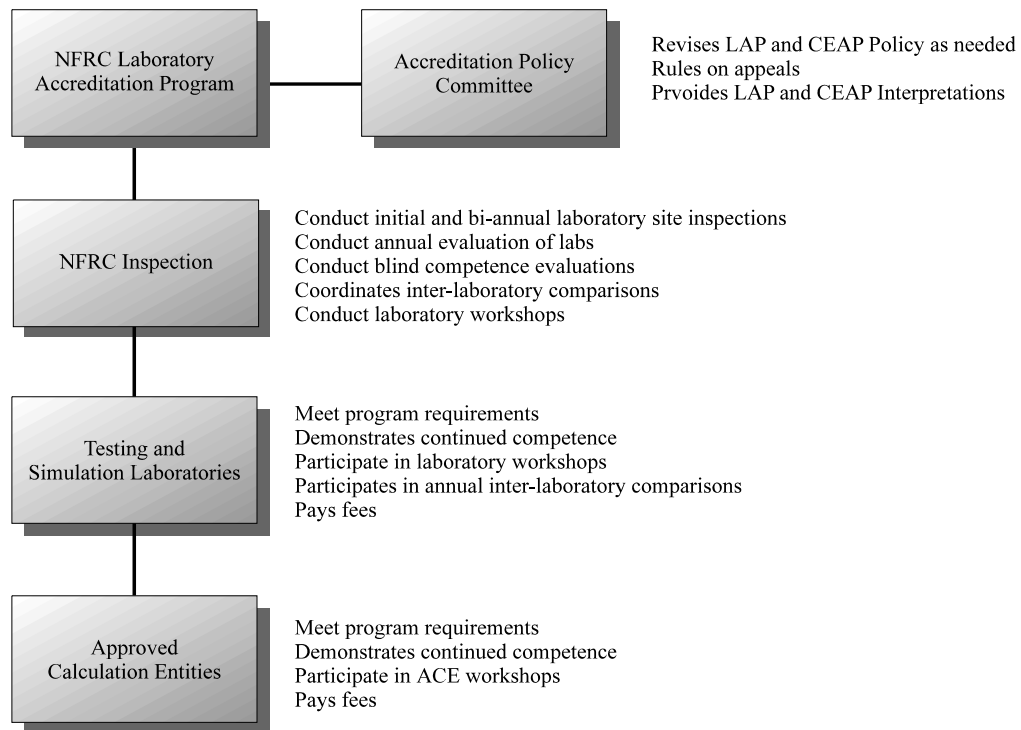 NFRC Laboratory
Accreditation Program
Accreditation Policy
Committee
Revises LAP and CEAP Policy as needed
Rules on appeals
Prvoides LAP and CEAP Interpretations
NFRC Inspection
Conduct initial and bi-annual laboratory site inspections
Conduct annual evaluation of labs
Conduct blind competence evaluations
Coordinates inter-laboratory comparisons
Conduct laboratory workshops
Testing and
Simulation Laboratories
Meet program requirements
Demonstrates continued competence
Participate in laboratory workshops
Participates in annual inter-laboratory comparisons
Pays fees
Approved
Calculation Entities
Meet program requirements
Demonstrates continued competence
Participate in ACE workshops
Pays fees